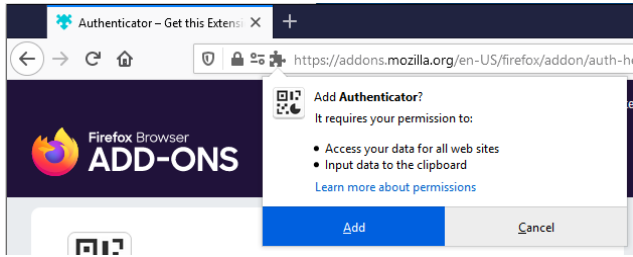 Authenticator – Get this Extensi
https://addons.mozilla.org/en-US/firefox/addon/auth-he
Add Authenticator?
It requires your permission to:
• Access your data for all web sites
• Input data to the clipboard
Learn more about permissions
Add
Cancel
Firefox Browser
ADD-ONS